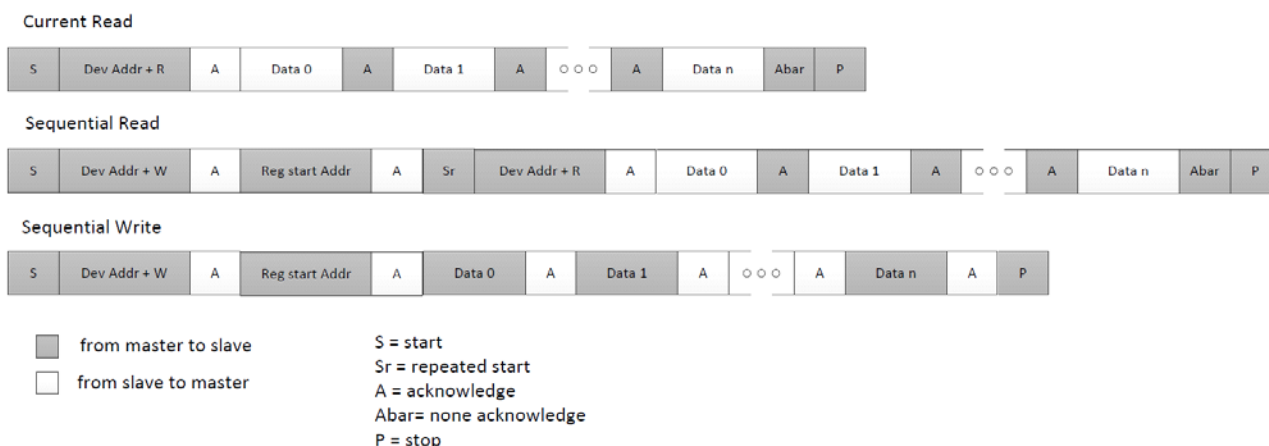 Current Read
S Dev Addr + R A Data 0 A Data 1 A A Data n Abar P
Sequential Read
S Dev Addr + W A Reg start Addr A Sr Dev Addr + R A Data 0 A Data 1 A A Data n Abar P
Sequential Write
S Dev Addr + W A Reg start Addr A Data 0 A Data 1 A A Data n A P
from master to slave
from slave to master
S = start
Sr = repeated start
A = acknowledge
Abar= none acknowledge
P = stop